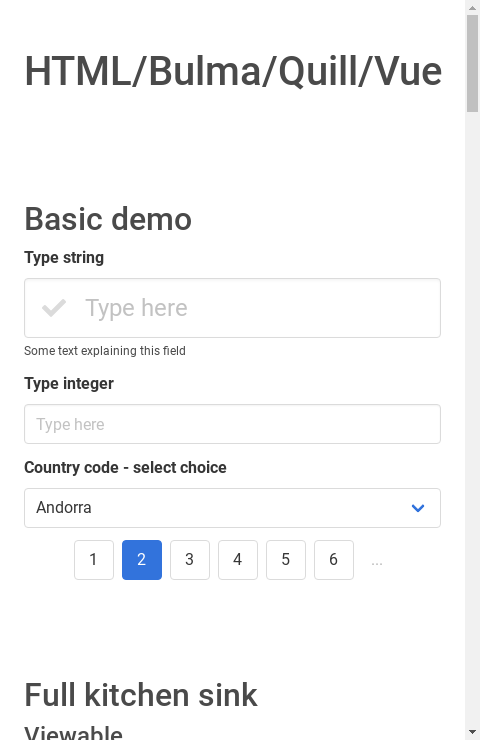 HTML/Bulma/Quill/Vue
Basic demo
Type string
Type here
Some text explaining this field
Type integer
Type here
Country code - select choice
Andorra
1 2 3 4 5 6 ...
Full kitchen sink
Viewable